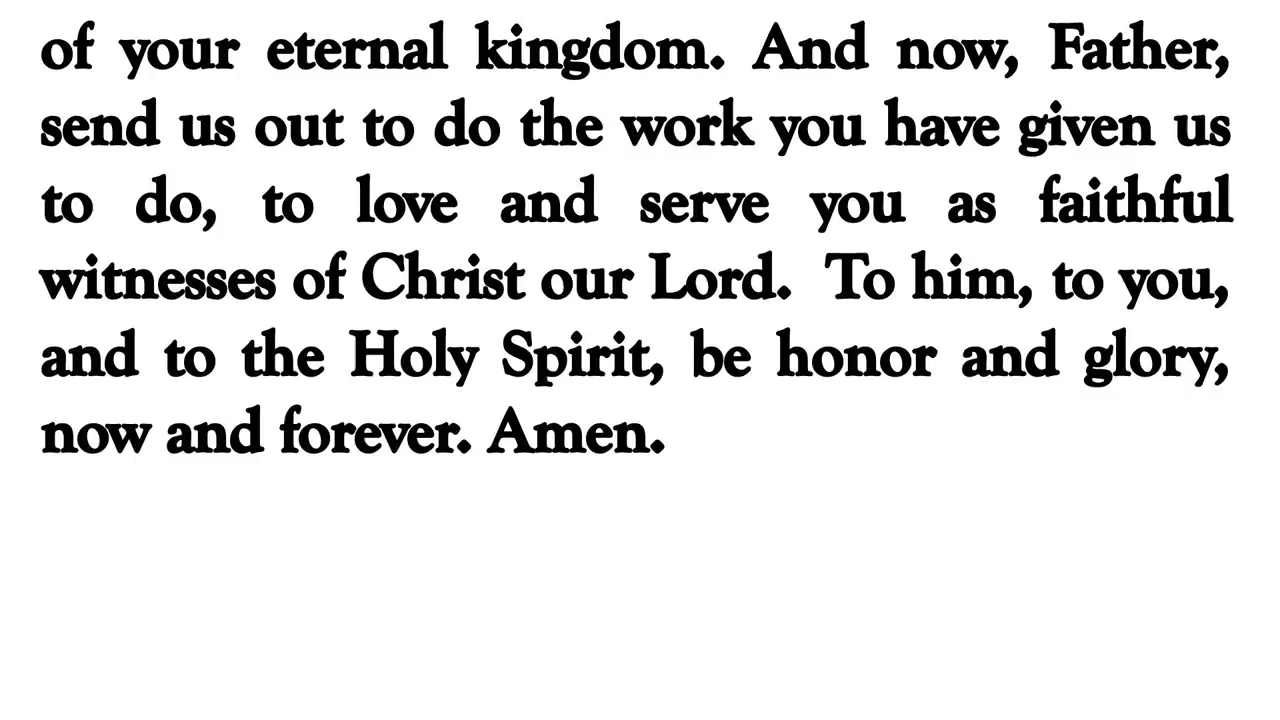 of your eternal kingdom. And now, Father,
send us out to do the work you have given us
to do, to love and serve you as faithful
witnesses of Christ our Lord.  To him, to you,
and to the Holy Spirit, be honor and glory,
now and forever. Amen.